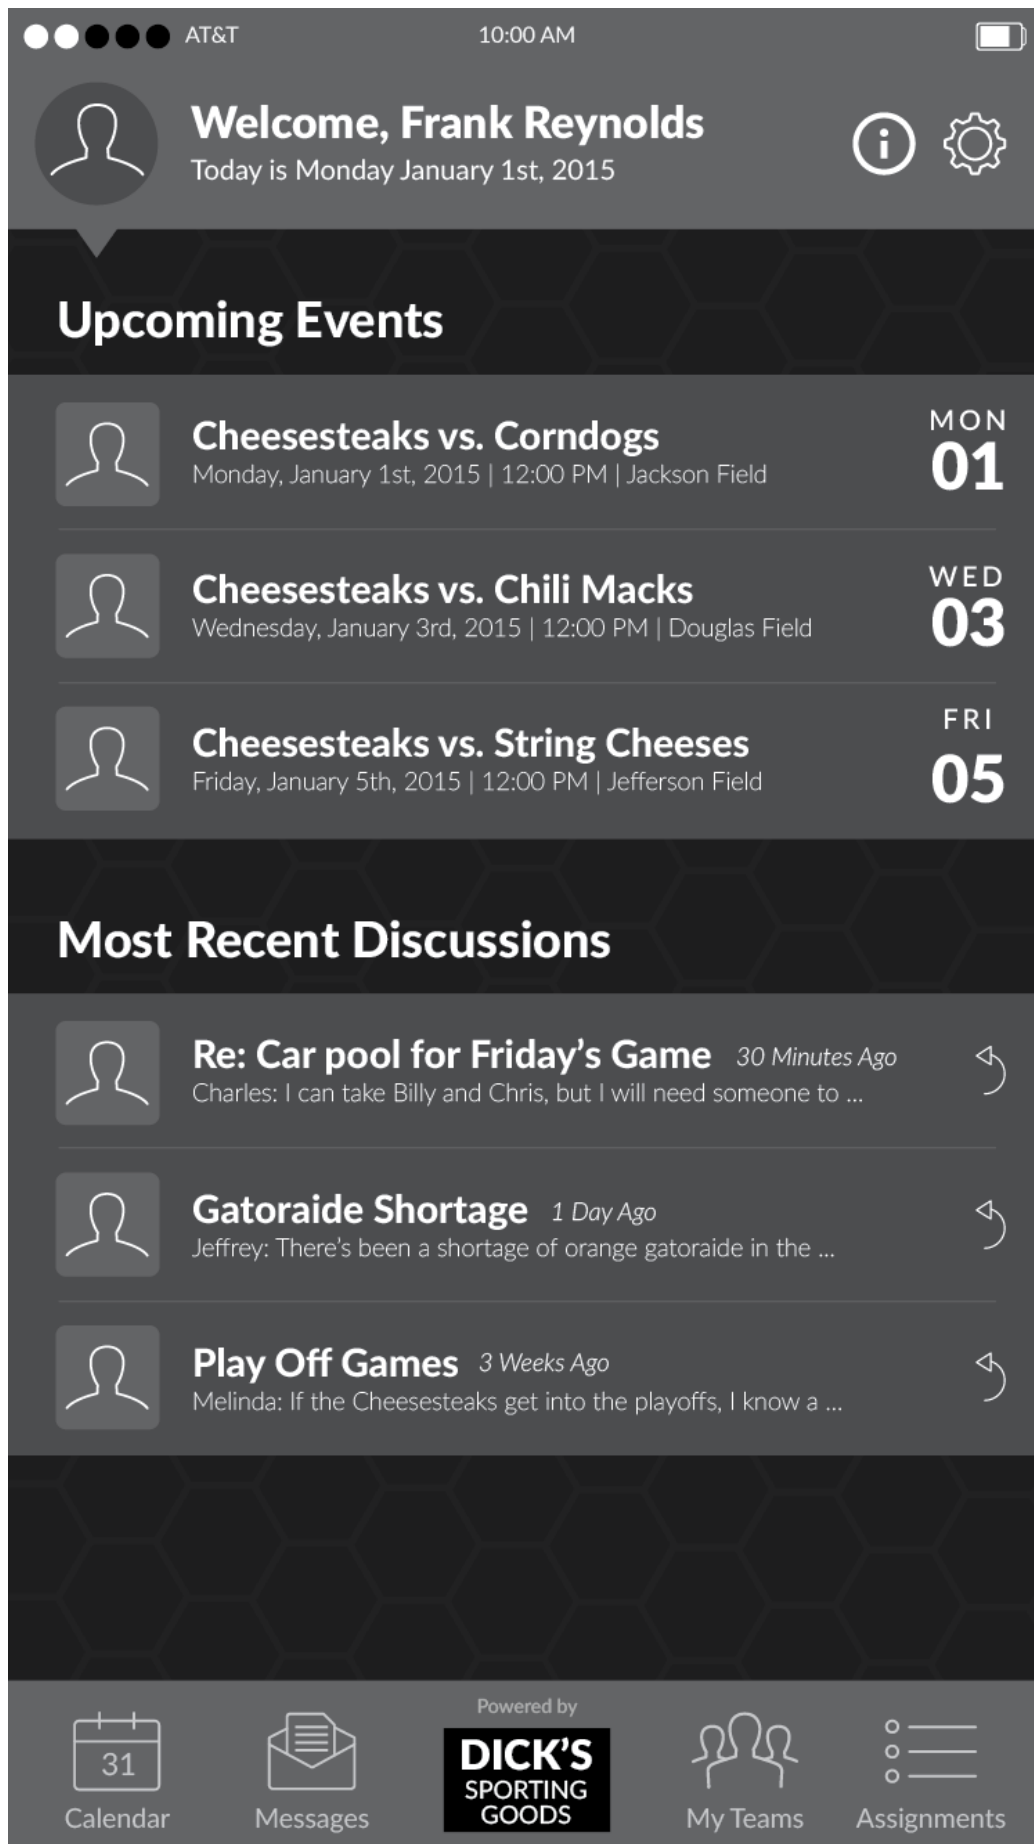 AT&T 10:00 AM
Welcome, Frank Reynolds
Today is Monday January 1st, 2015
Upcoming Events
Cheesesteaks vs. Corndogs
Monday, January 1st, 2015 | 12:00 PM | Jackson Field
MON
01
Cheesesteaks vs. Chili Macks
Wednesday, January 3rd, 2015 | 12:00 PM | Douglas Field
WED
03
Cheesesteaks vs. String Cheeses
Friday, January 5th, 2015 | 12:00 PM | Jefferson Field
FRI
05
Most Recent Discussions
Re: Car pool for Friday’s Game 30 Minutes Ago
Charles: I can take Billy and Chris, but I will need someone to ...
Gatoraide Shortage 1 Day Ago
Jeffrey: There’s been a shortage of orange gatoraide in the ...
Play Off Games 3 Weeks Ago
Melinda: If the Cheesesteaks get into the playoffs, I know a ...
31
Calendar
Messages
Powered by
DICK’S
SPORTING
GOODS
My Teams
Assignments